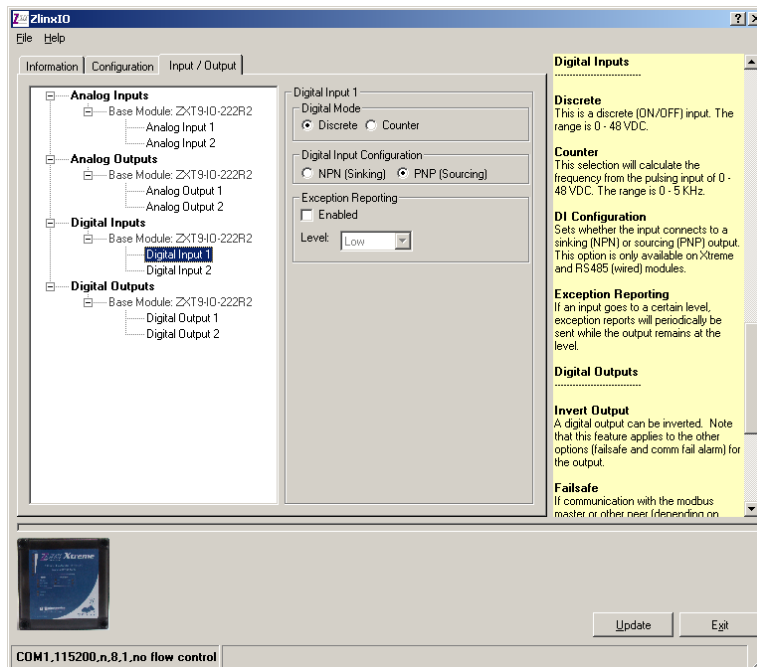 ZlinxIO
File Help
Information Configuration Input / Output
Analog Inputs
Base Module: ZXT9-IO-222R2
Analog Input 1
Analog Input 2
Analog Outputs
Base Module: ZXT9-IO-222R2
Analog Output 1
Analog Output 2
Digital Inputs
Base Module: ZXT9-IO-222R2
Digital Input 1
Digital Input 2
Digital Outputs
Base Module: ZXT9-IO-222R2
Digital Output 1
Digital Output 2
Digital Input 1
Digital Mode
Discrete Counter
Digital Input Configuration
NPN (Sinking) PNP (Sourcing)
Exception Reporting
Enabled
Level: Low
Digital Inputs
-----------------------------
Discrete
This is a discrete (ON/OFF) input. The
range is 0 - 48 VDC.
Counter
This selection will calculate the
frequency from the pulsing input of 0 -
48 VDC. The range is 0 - 5 KHz.
DI Configuration
Sets whether the input connects to a
sinking (NPN) or sourcing (PNP) output.
This option is only available on Xtreme
and RS485 (wired) modules.
Exception Reporting
If an input goes to a certain level,
exception reports will periodically be
sent while the output remains at the
level.
Digital Outputs
-----------------------------
Invert Output
A digital output can be inverted. Note
that this feature applies to the other
options (failsafe and comm fail alarm) for
the output.
Failsafe
If communication with the modbus
master or other peer (depending on
Xtreme
Update Exit
COM1,115200,n,8,1,no flow control